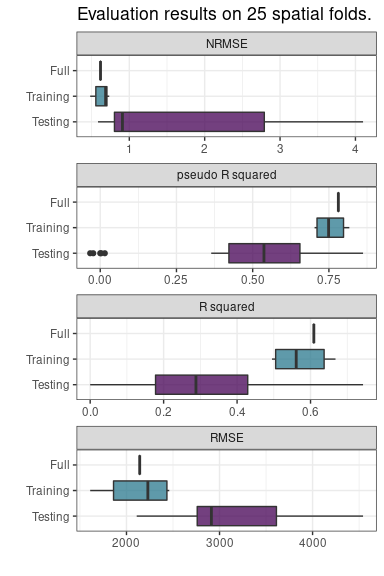 Evaluation results on 25 spatial folds.
NRMSE
Full
Training
Testing
1 2 3 4
pseudo R squared
Full
Training
Testing
0.00 0.25 0.50 0.75
R squared
Full
Training
Testing
0.0 0.2 0.4 0.6
RMSE
Full
Training
Testing
2000 3000 4000